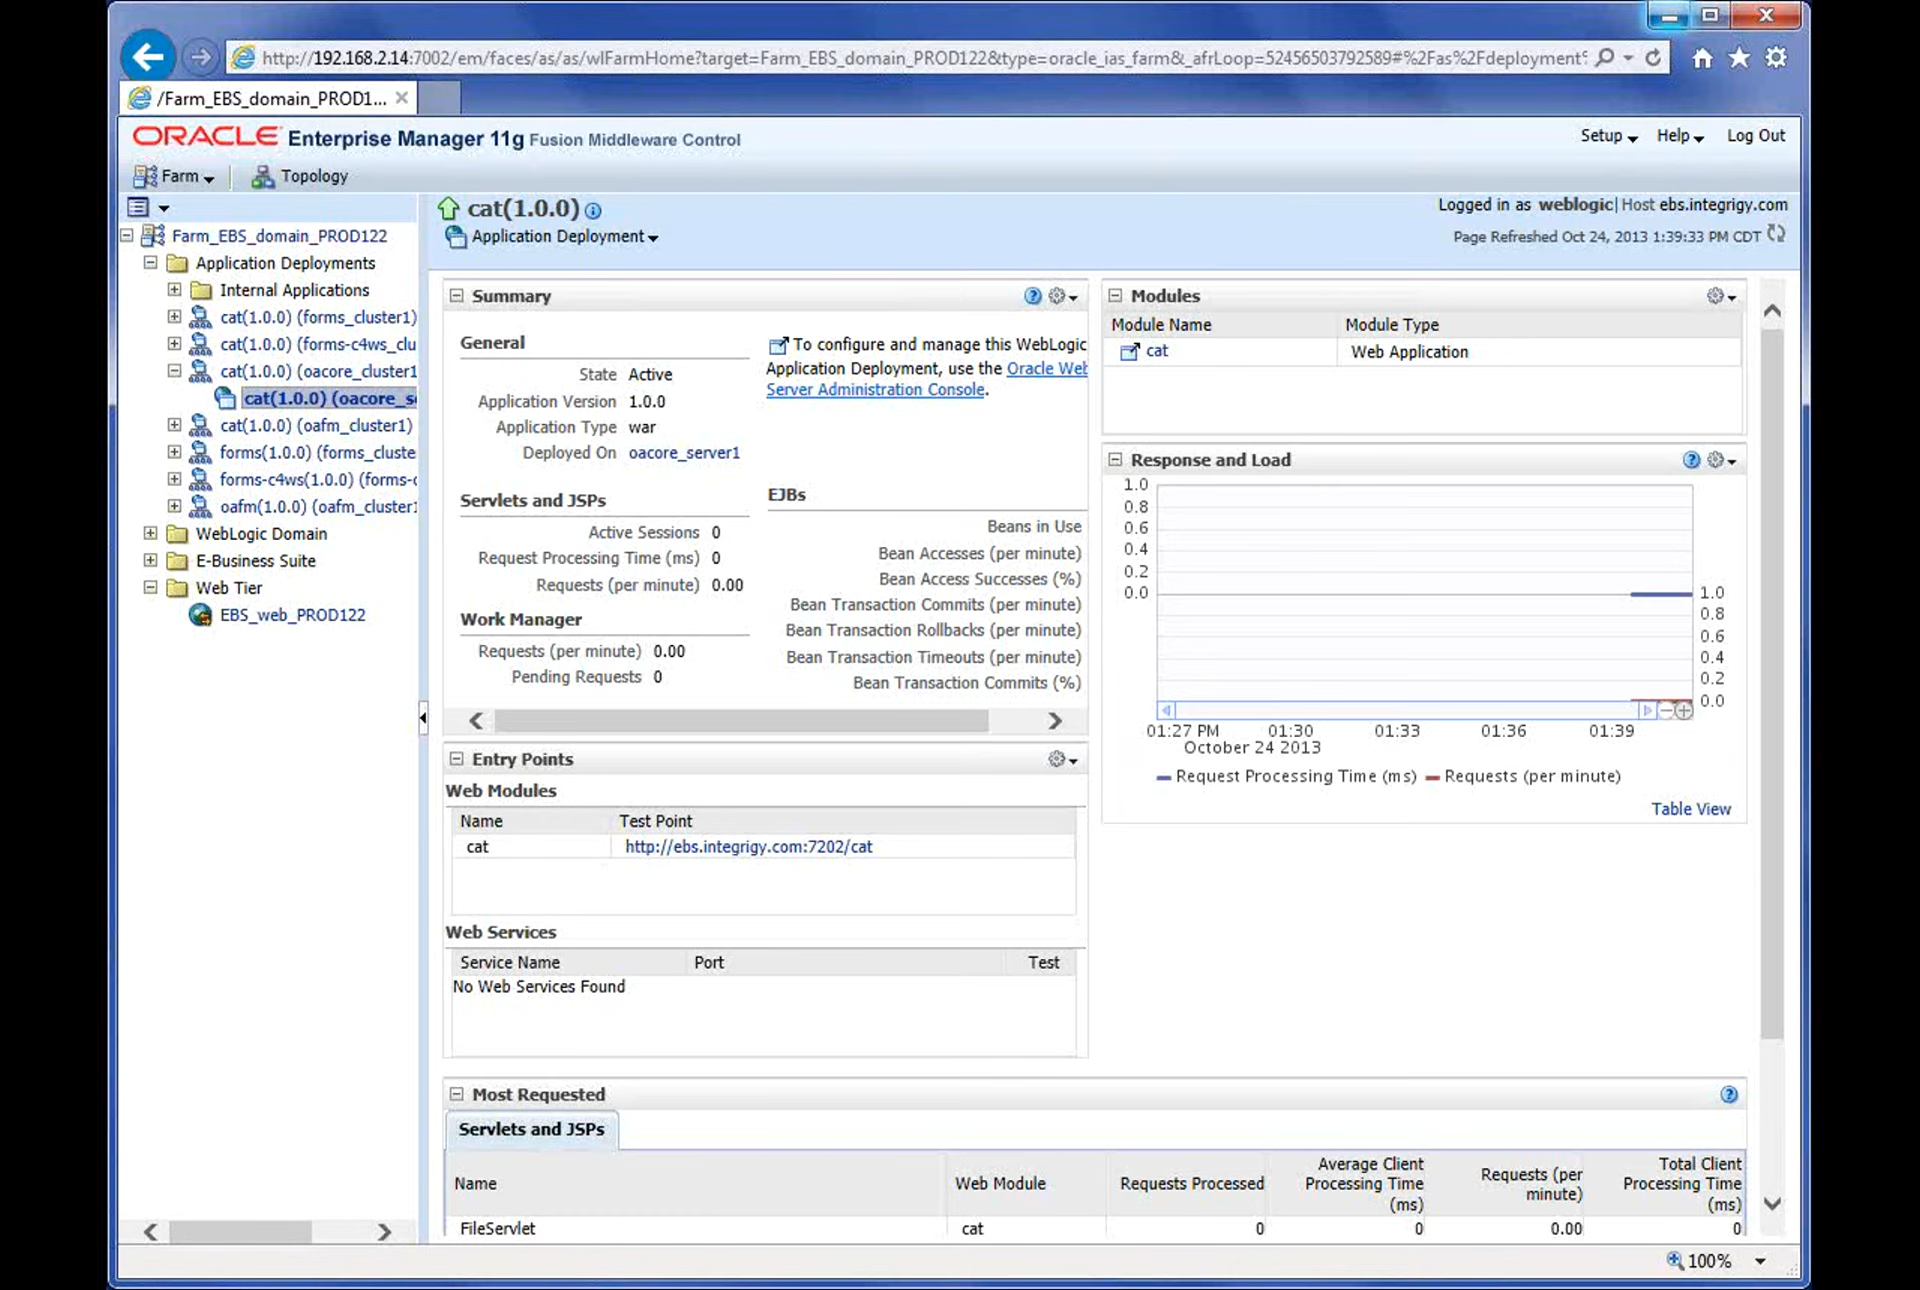 http://192.168.2.14:7002/em/faces/as/as/wlFarmHome?target=Farm_EBS_domain_PROD122&type=oracle_ias_farm&_afrLoop=52456503792589#%2Fas%2Fdeployment
/Farm_EBS_domain_PROD1...
ORACLE Enterprise Manager 11g Fusion Middleware Control
Setup Help Log Out
Farm Topology
Farm_EBS_domain_PROD122
Application Deployments
Internal Applications
cat(1.0.0) (forms_cluster1)
cat(1.0.0) (forms-c4ws_clu
cat(1.0.0) (oacore_cluster1
cat(1.0.0) (oacore_se
cat(1.0.0) (oafm_cluster1)
forms(1.0.0) (forms_cluste
forms-c4ws(1.0.0) (forms-c
oafm(1.0.0) (oafm_cluster1
WebLogic Domain
E-Business Suite
Web Tier
EBS_web_PROD122
cat(1.0.0)
Application Deployment
Logged in as weblogic| Host ebs.integrigy.com
Page Refreshed Oct 24, 2013 1:39:33 PM CDT
Summary
General
State Active
Application Version 1.0.0
Application Type war
Deployed On oacore_server1
To configure and manage this WebLogic
Application Deployment, use the Oracle Web
Server Administration Console.
Servlets and JSPs
Active Sessions 0
Request Processing Time (ms) 0
Requests (per minute) 0.00
Work Manager
Requests (per minute) 0.00
Pending Requests 0
EJBs
Beans in Use
Bean Accesses (per minute)
Bean Access Successes (%)
Bean Transaction Commits (per minute)
Bean Transaction Rollbacks (per minute)
Bean Transaction Timeouts (per minute)
Bean Transaction Commits (%)
Entry Points
Web Modules
Name Test Point
cat http://ebs.integrigy.com:7202/cat
Web Services
Service Name Port Test
No Web Services Found
Modules
Module Name Module Type
cat Web Application
Response and Load
1.0
0.8
0.6
0.4
0.2
0.0
1.0
0.8
0.6
0.4
0.2
0.0
01:27 PM 01:30 01:33 01:36 01:39
October 24 2013
Request Processing Time (ms) Requests (per minute)
Table View
Most Requested
Servlets and JSPs
Name Web Module Requests Processed Average Client Processing Time (ms) Requests (per minute) Total Client Processing Time (ms)
FileServlet cat 0 0 0.00 0
100%